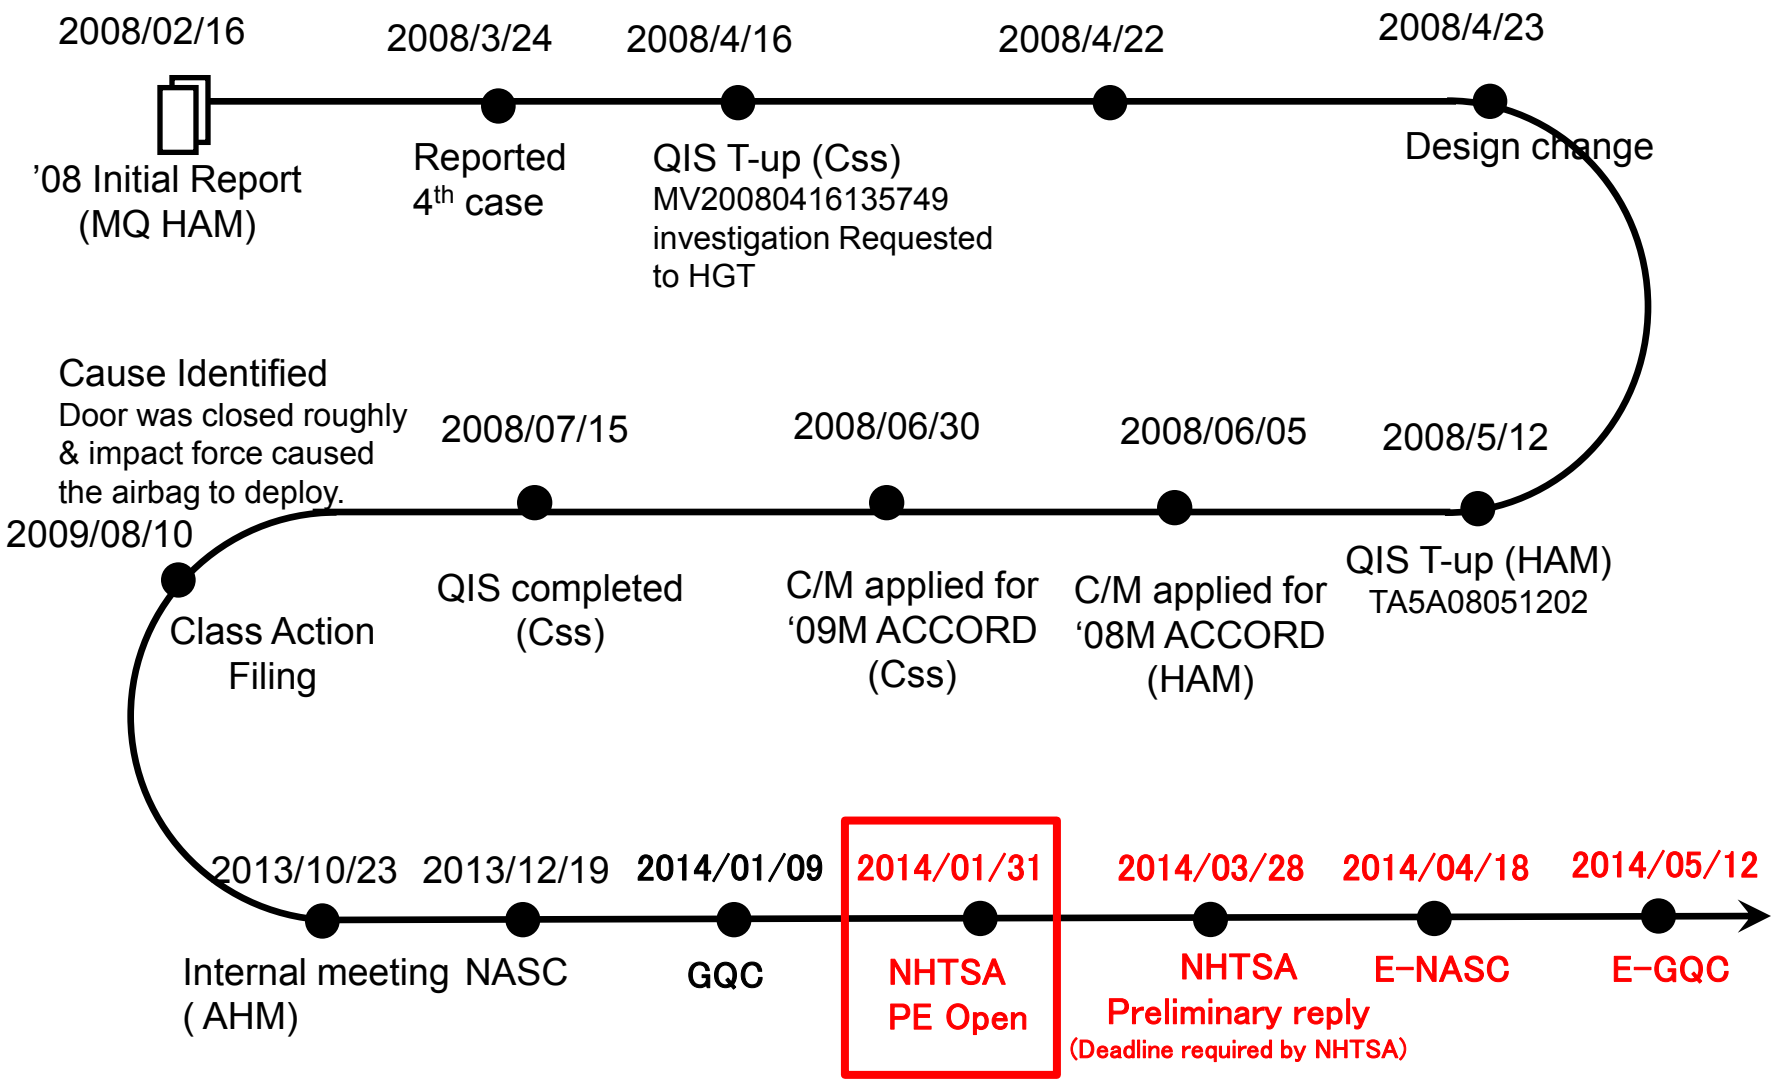 2008/02/16
'08 Initial Report
(MQ HAM)
2008/3/24
Reported
4th case
2008/4/16
QIS T-up (Css)
MV20080416135749
investigation Requested
to HGT
2008/4/22
2008/4/23
Design change
2008/5/12
QIS T-up (HAM)
TA5A08051202
2008/06/05
C/M applied for
‘08M ACCORD
(HAM)
2008/06/30
C/M applied for
‘09M ACCORD
(Css)
2008/07/15
QIS completed
(Css)
Cause Identified
Door was closed roughly
& impact force caused
the airbag to deploy.
2009/08/10
Class Action
Filing
2013/10/23
Internal meeting
( AHM)
2013/12/19
NASC
2014/01/09
GQC
2014/01/31
NHTSA
PE Open
2014/03/28
NHTSA
Preliminary reply
(Deadline required by NHTSA)
2014/04/18
E-NASC
2014/05/12
E-GQC